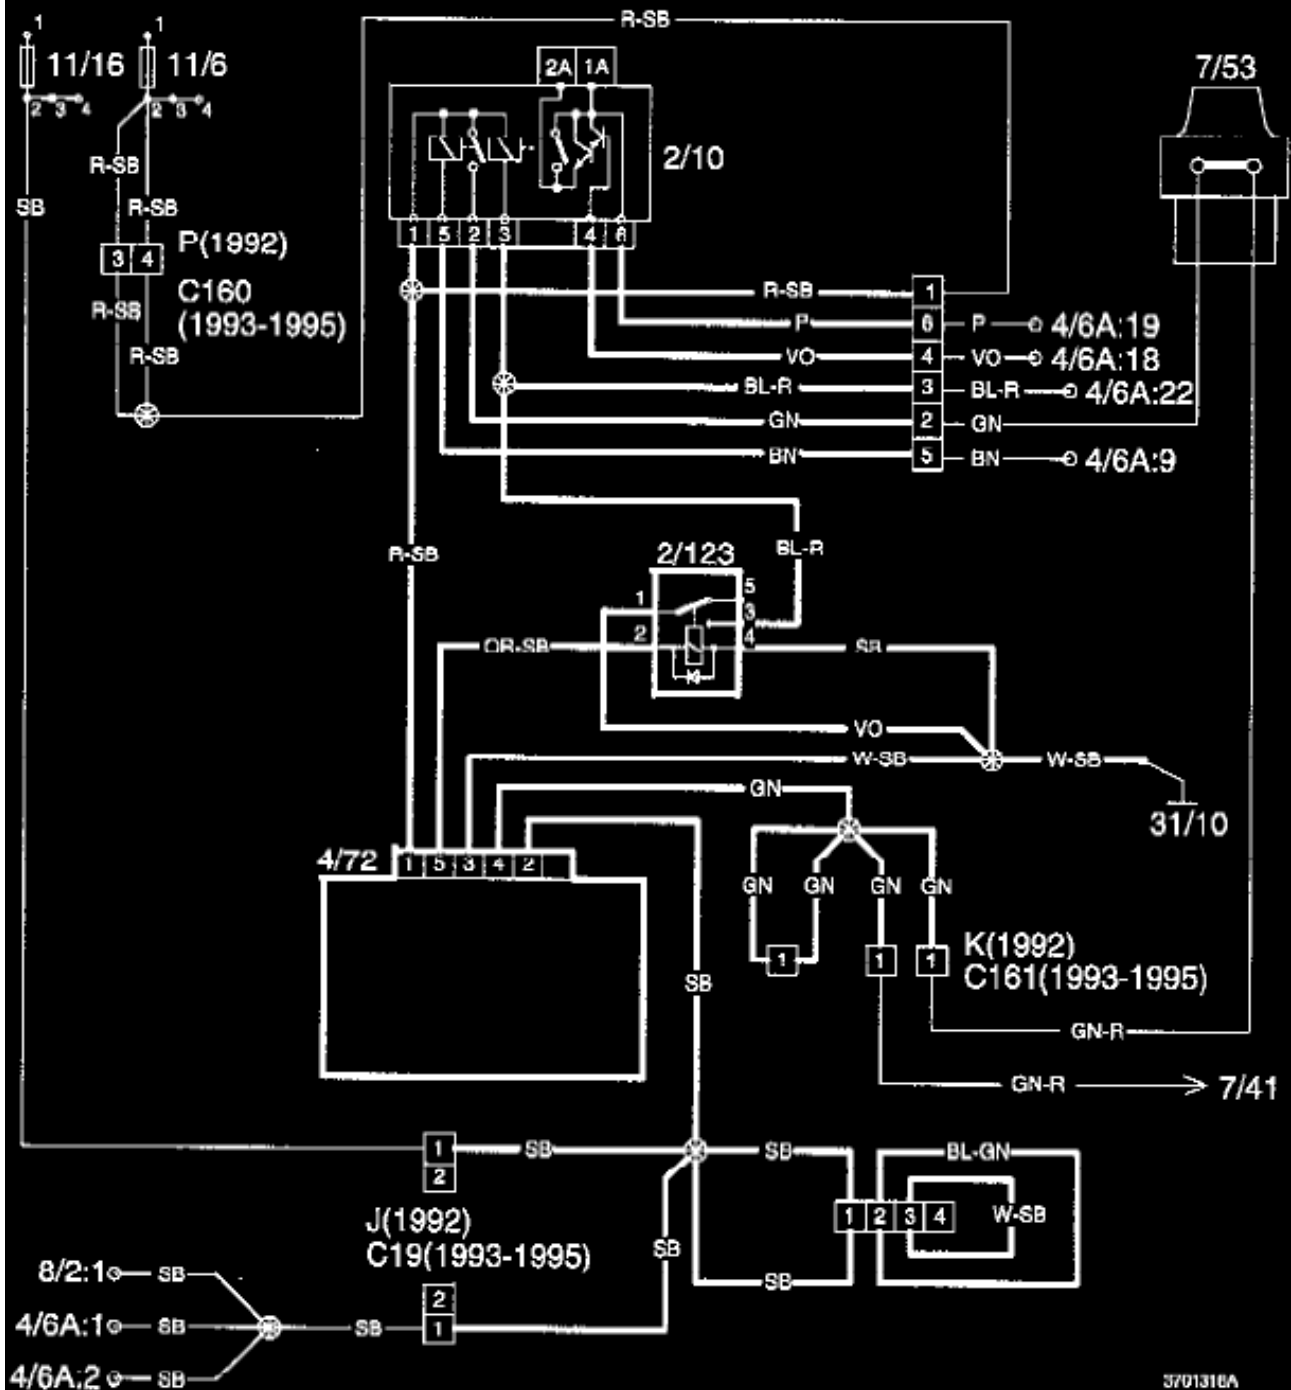 R-SB
1 1
11/16 11/6
2 3 4 2 3 4
2A 1A
7/53
2/10
R-SB
SB R-SB
P(1992)
3 4
C160
(1993-1995)
R-SB
R-SB
1 5 2 3 4 6
R-SB 1
P 6 P 4/6A:19
VO 4 VO 4/6A:18
BL-R 3 BL-R 4/6A:22
GN 2 GN
BN 5 BN 4/6A:9
R-SB
2/123
BL-R
1 5
3
2 4
OR-SB SB
VO
W-SB W-SB
GN
31/10
4/72
1 5 3 4 2
GN GN GN GN
1 1 1
K(1992)
C161(1993-1995)
SB
GN-R
GN-R 7/41
1 SB SB BL-GN
2
1 2 3 4 W-SB
J(1992)
C19(1993-1995)
SB
8/2:1 SB
SB
2
4/6A:1 SB SB 1
4/6A:2 SB
3701316A